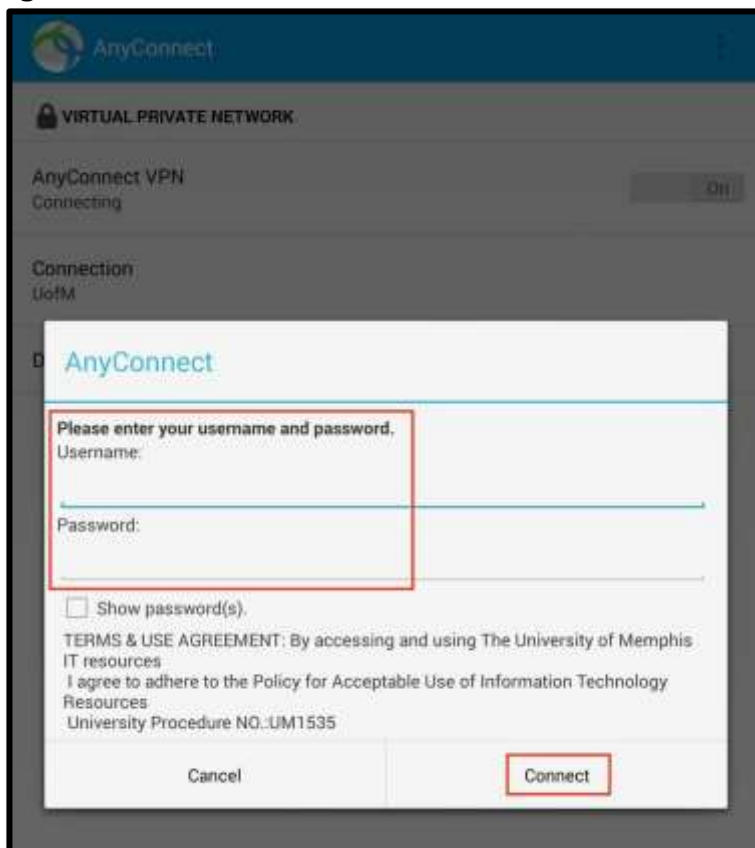 AnyConnect
VIRTUAL PRIVATE NETWORK
AnyConnect VPN
On
Connecting
Connection
UofM
D
AnyConnect
Please enter your username and password.
Username:
Password:
Show password(s).
TERMS & USE AGREEMENT: By accessing and using The University of Memphis
IT resources
I agree to adhere to the Policy for Acceptable Use of Information Technology
Resources
University Procedure NO.:UM1535
Cancel
Connect